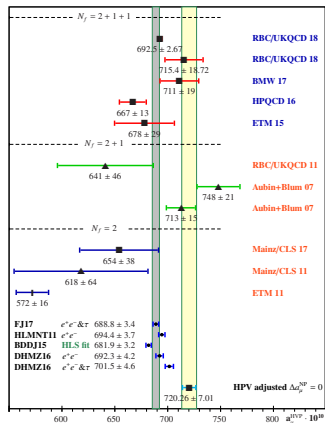 N_f = 2 + 1 + 1
RBC/UKQCD 18
692.5 ± 2.67
RBC/UKQCD 18
715.4 ± 18.72
BMW 17
711 ± 19
HPQCD 16
667 ± 13
ETM 15
678 ± 29
N_f = 2 + 1
RBC/UKQCD 11
641 ± 46
Aubin+Blum 07
748 ± 21
Aubin+Blum 07
713 ± 15
N_f = 2
Mainz/CLS 17
654 ± 38
Mainz/CLS 11
618 ± 64
ETM 11
572 ± 16
FJ17 e⁺e⁻&τ 688.8 ± 3.4
HLMNT11 e⁺e⁻ 694.4 ± 3.7
BDDJ15 HLS fit 681.9 ± 3.2
DHMZ16 e⁺e⁻ 692.3 ± 4.2
DHMZ16 e⁺e⁻&τ 701.5 ± 4.6
HPV adjusted Δa_μ^NP = 0
720.26 ± 7.01
600 650 700 750 a_μ^HVP · 10¹⁰